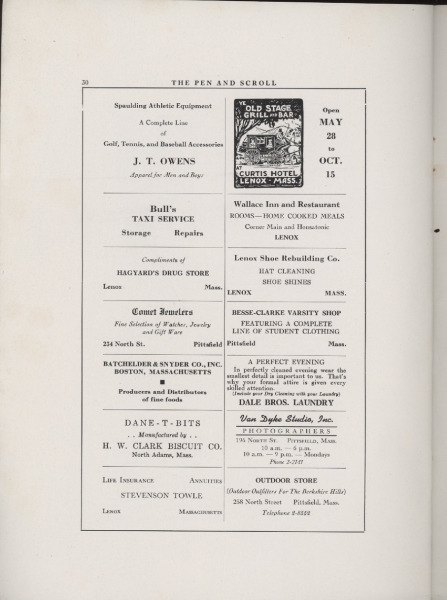 30
THE PEN AND SCROLL
Spaulding Athletic Equipment
A Complete Line
of
Golf, Tennis, and Baseball Accessories
J. T. OWENS
Apparel for Men and Boys
YE
OLD STAGE
GRILL AND BAR
AT
CURTIS HOTEL
LENOX - MASS.
Open
MAY
28
to
OCT.
15
Bull's
TAXI SERVICE
Storage Repairs
Wallace Inn and Restaurant
ROOMS—HOME COOKED MEALS
Corner Main and Housatonic
LENOX
Compliments of
HAGYARD'S DRUG STORE
Lenox Mass.
Lenox Shoe Rebuilding Co.
HAT CLEANING
SHOE SHINES
LENOX MASS.
Comet Jewelers
Fine Selection of Watches, Jewelry
and Gift Ware
234 North St. Pittsfield
BESSE-CLARKE VARSITY SHOP
FEATURING A COMPLETE
LINE OF STUDENT CLOTHING
Pittsfield Mass.
BATCHELDER & SNYDER CO., INC.
BOSTON, MASSACHUSETTS
■
Producers and Distributors
of fine foods
A PERFECT EVENING
In perfectly cleaned evening wear the
smallest detail is important to us. That's
why your formal attire is given every
skilled attention.
(Include your Dry Cleaning with your Laundry)
DALE BROS. LAUNDRY
DANE-T-BITS
. . Manufactured by . .
H. W. CLARK BISCUIT CO.
North Adams, Mass.
Van Dyke Studio, Inc.
PHOTOGRAPHERS
196 NORTH ST. PITTSFIELD, MASS.
10 a.m. — 6 p.m.
10 a.m. — 9 p.m. — Mondays
Phone 2-2141
LIFE INSURANCE ANNUITIES
STEVENSON TOWLE
LENOX MASSACHUSETTS
OUTDOOR STORE
(Outdoor Outfitters For The Berkshire Hills)
258 North Street Pittsfield, Mass.
Telephone 2-8522